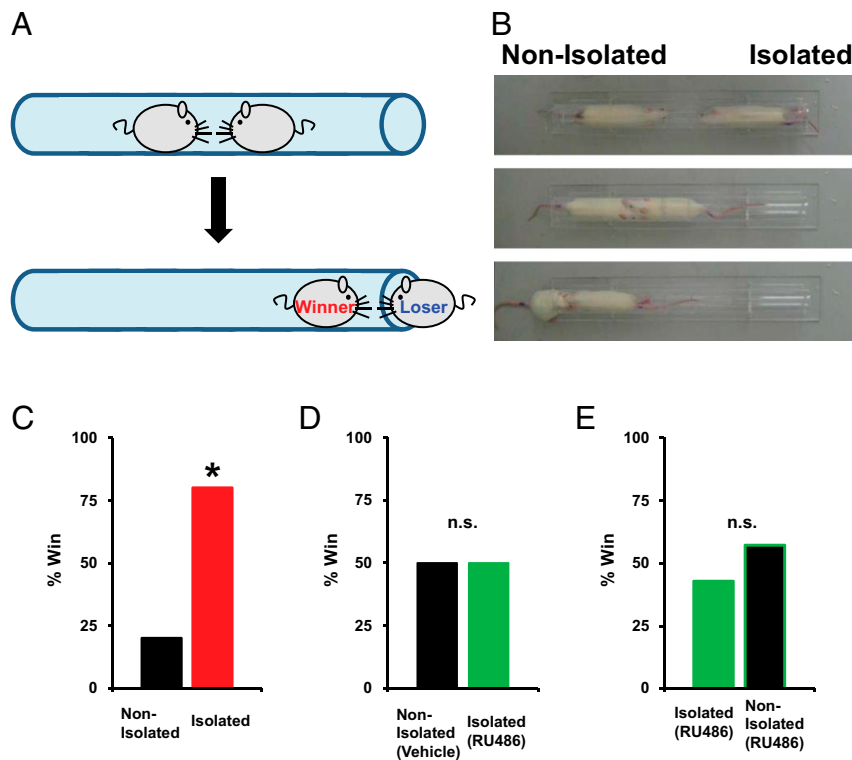 A
Winner
Loser
B
Non-Isolated Isolated
C
100
75
50
25
0
% Win
*
Non-
Isolated
Isolated
D
100
75
50
25
0
% Win
n.s.
Non-
Isolated
(Vehicle)
Isolated
(RU486)
E
100
75
50
25
0
% Win
n.s.
Isolated
(RU486)
Non-
Isolated
(RU486)